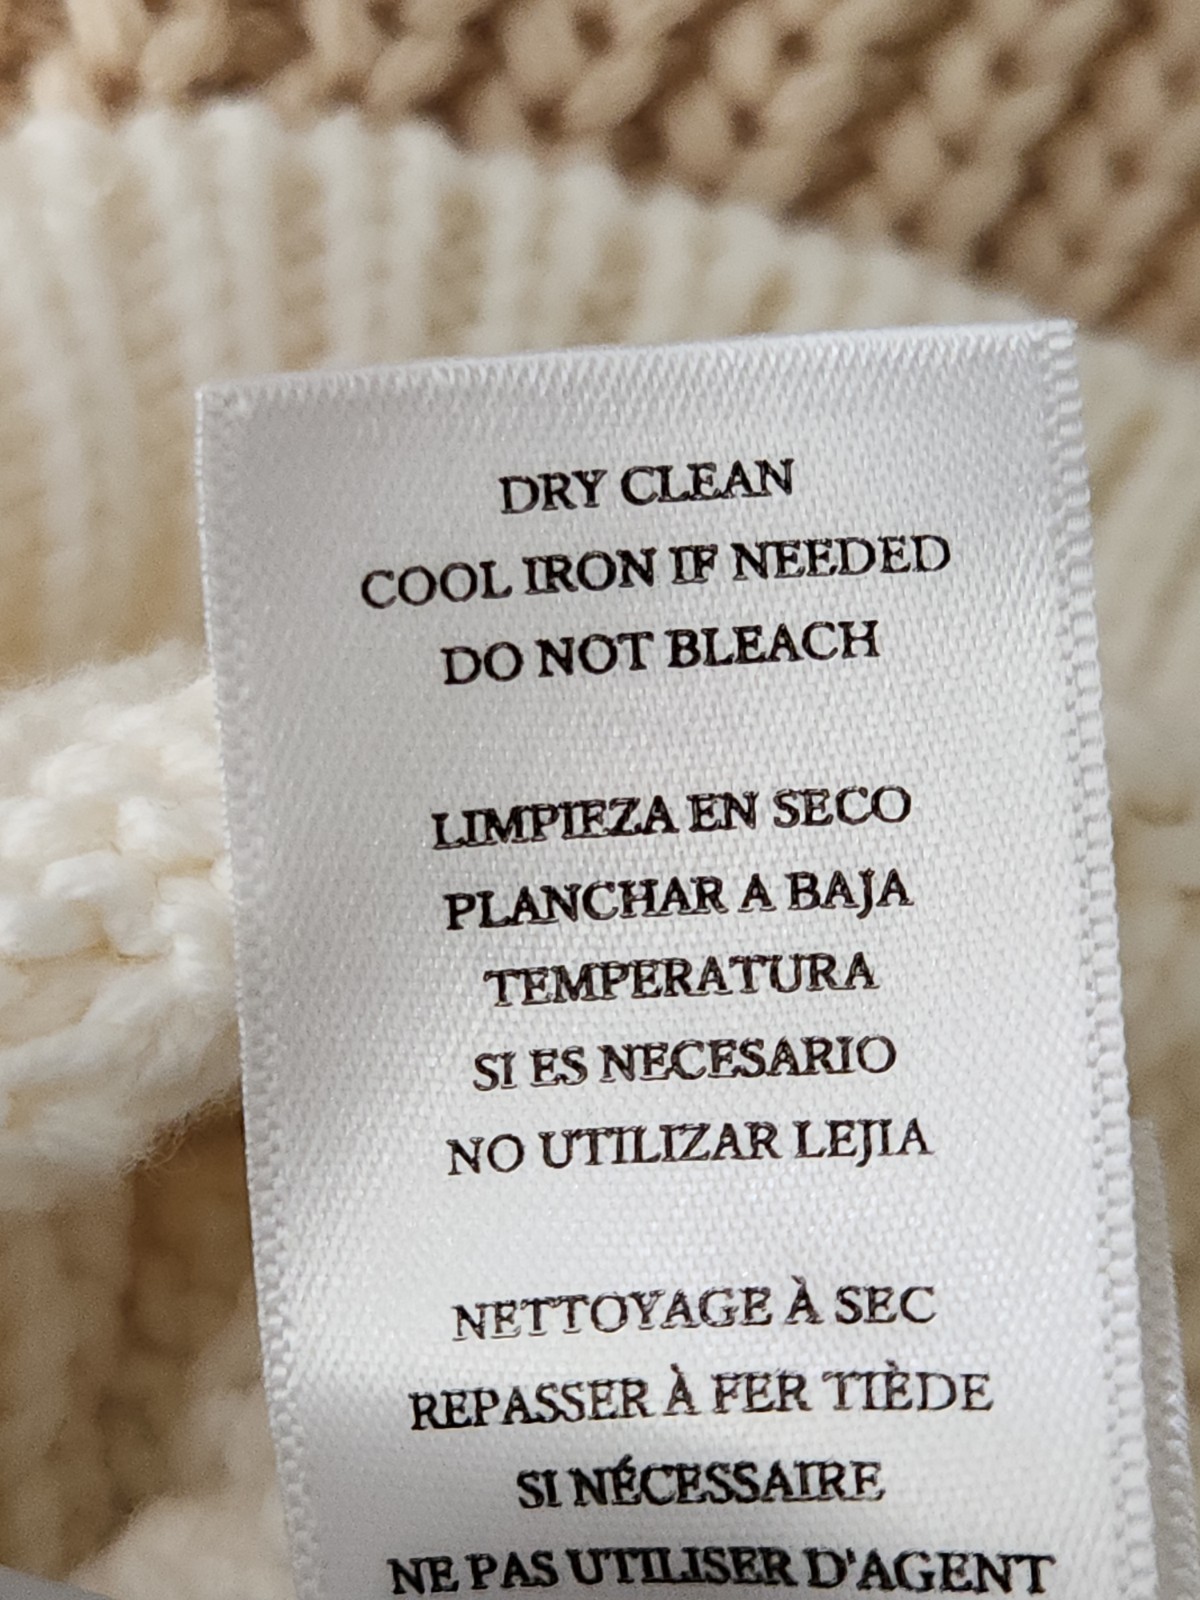 DRY CLEAN
COOL IRON IF NEEDED
DO NOT BLEACH
LIMPIEZA EN SECO
PLANCHAR A BAJA
TEMPERATURA
SI ES NECESARIO
NO UTILIZAR LEJIA
NETTOYAGE À SEC
REPASSER À FER TIÈDE
SI NÉCESSAIRE
NE PAS UTILISER D'AGENT